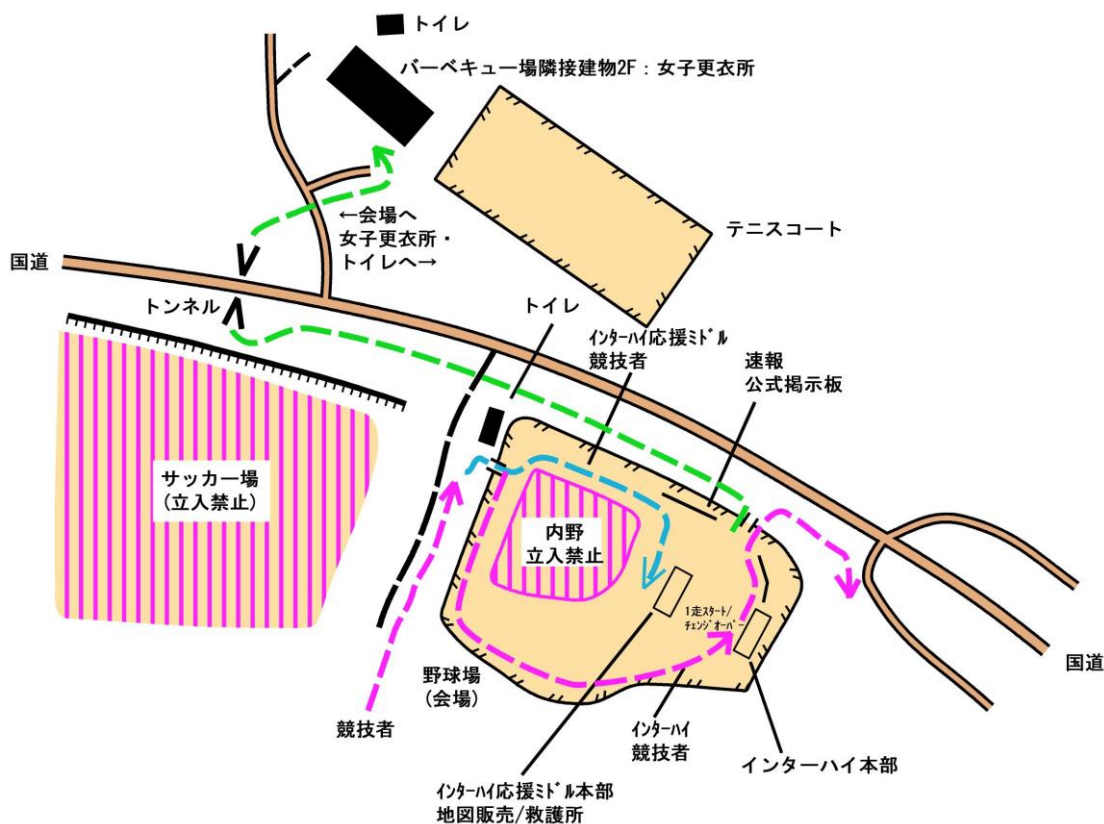 トイレ
バーベキュー場隣接建物2F：女子更衣所
テニスコート
←会場へ
女子更衣所・
トイレへ→
国道
トンネル
トイレ
ｲﾝﾀｰﾊｲ応援ﾐﾄﾞﾙ
競技者
速報
公式掲示板
サッカー場
(立入禁止)
内野
立入禁止
1走スタート/
ﾁｪﾝｼﾞｵｰﾊﾞｰ
国道
野球場
(会場)
競技者
ｲﾝﾀｰﾊｲ
競技者
インターハイ本部
ｲﾝﾀｰﾊｲ応援ﾐﾄﾞﾙ本部
地図販売/救護所